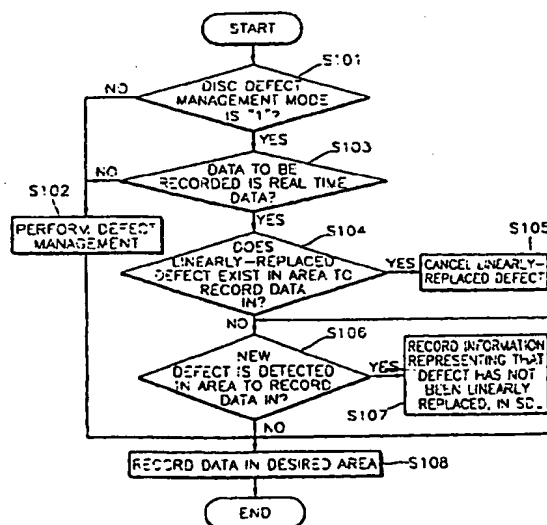 START
S101
NO
DISC DEFECT
MANAGEMENT MODE
IS "1"?
YES
S103
NO
DATA TO BE
RECORDED IS REAL TIME
DATA?
S102
PERFORM DEFECT
MANAGEMENT
YES
S104
DOES
LINEARLY-REPLACED
DEFECT EXIST IN AREA TO
RECORD DATA
IN?
YES
S105
CANCEL LINEARLY-
REPLACED DEFECT
NO
S106
NEW
DEFECT IS DETECTED
IN AREA TO RECORD
DATA IN?
YES
RECORD INFORMATION
REPRESENTING THAT
DEFECT HAS NOT
BEEN LINEARLY
REPLACED, IN SDL
S107
NO
RECORD DATA IN DESIRED AREA
S108
END